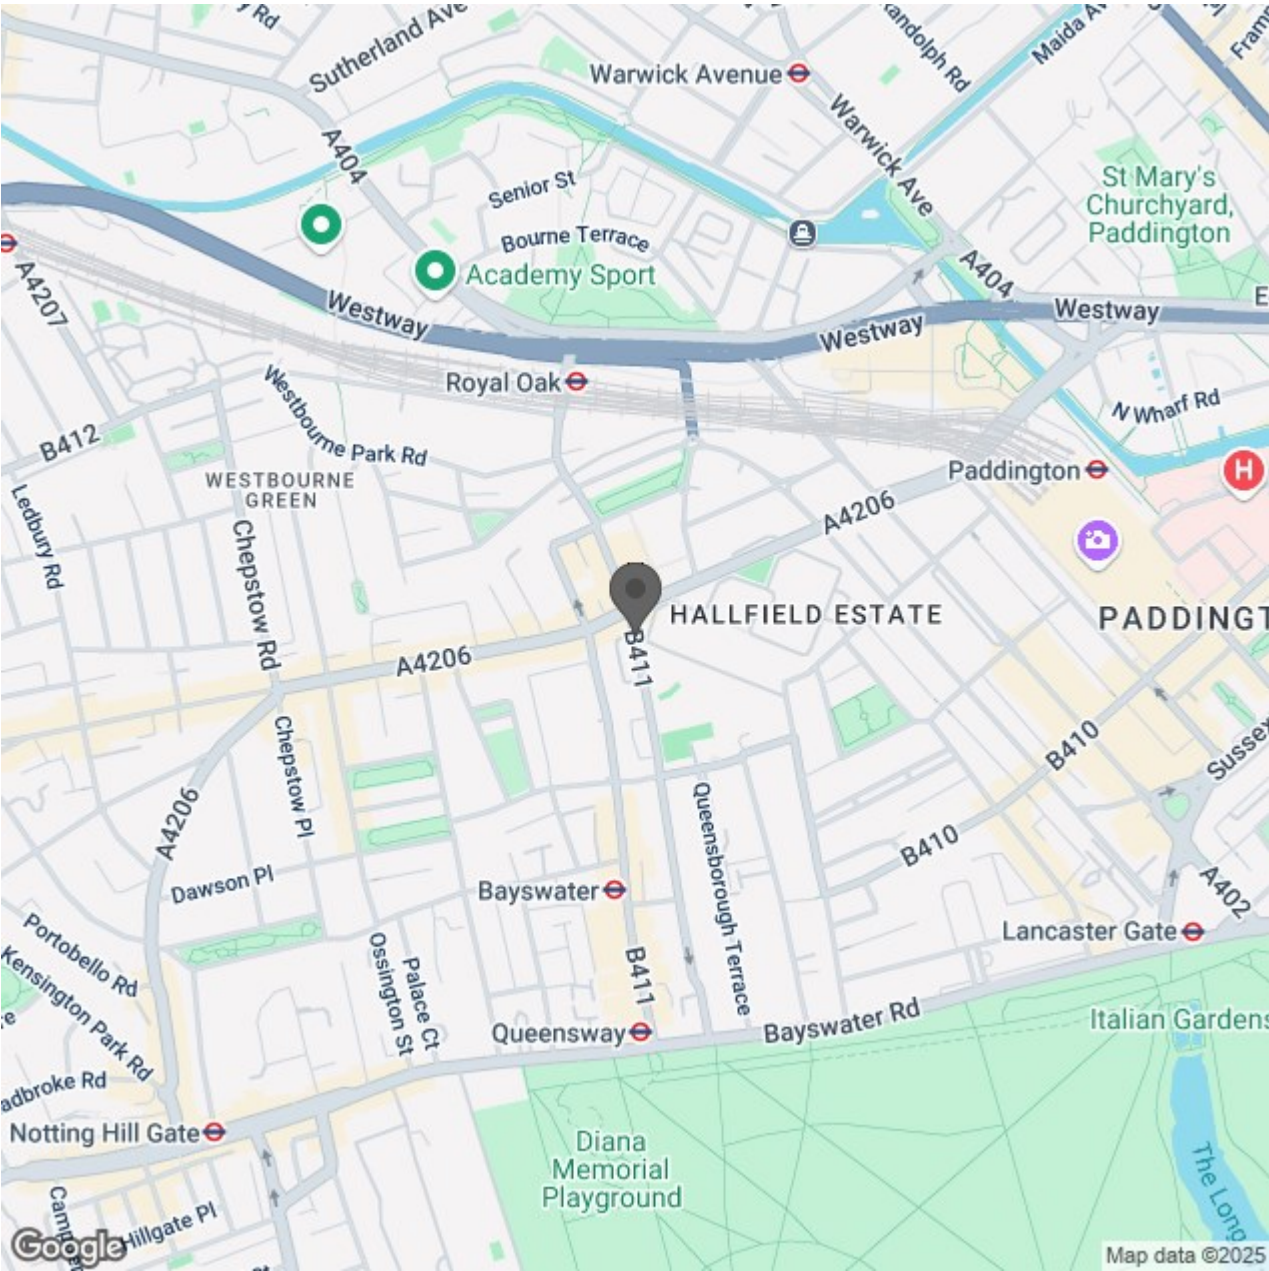 Sutherland Ave
Warwick Avenue
Randolph Rd
Maida Av
A404
Warwick Ave
Senior St
Bourne Terrace
Academy Sport
St Mary's
Churchyard,
Paddington
A4207
A404
Westway
Westway
Westway
Royal Oak
Westbourne Park Rd
N Wharf Rd
B412
Paddington
H
WESTBOURNE
GREEN
Ledbury Rd
A4206
Chepstow Rd
HALLFIELD ESTATE
PADDINGT
B411
A4206
Chepstow Pl
B410
Sussex
A4206
Queensborough Terrace
B410
Dawson Pl
Bayswater
A402
Portobello Rd
Lancaster Gate
Kensington Park Rd
Ossington St
Palace Ct
B411
Queensway
Bayswater Rd
Italian Gardens
adbroke Rd
Notting Hill Gate
Diana
Memorial
Playground
The Long
Hillgate Pl
Google
Map data ©2025